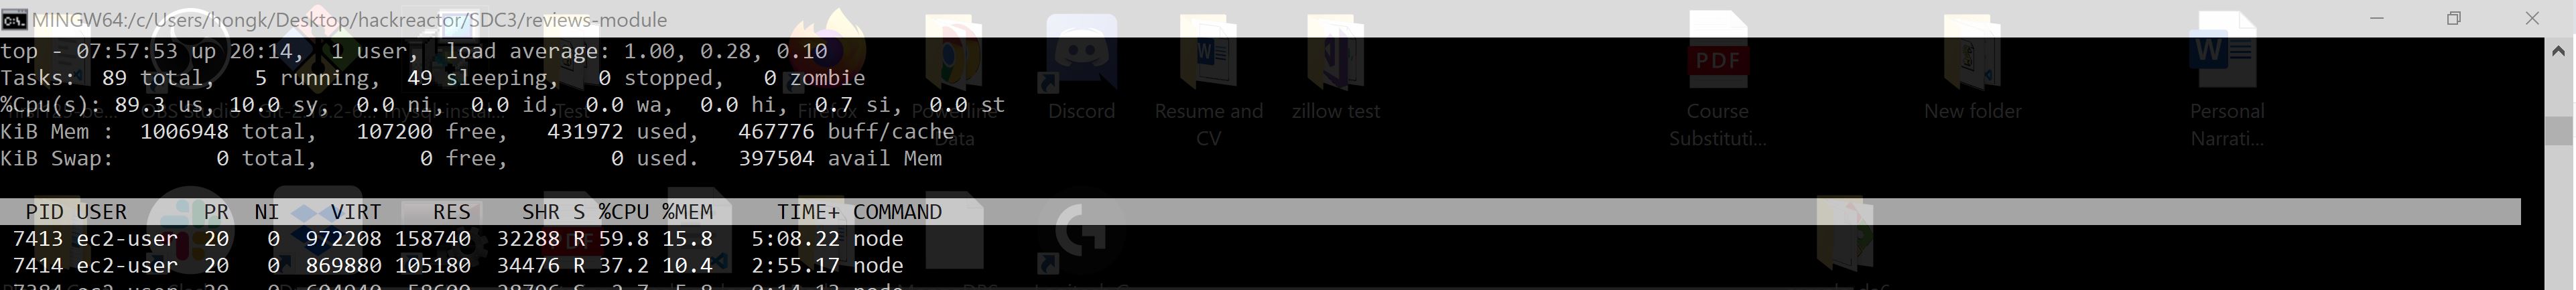 MINGW64:/c/Users/hongk/Desktop/hackreactor/SDC3/reviews-module
top - 07:57:53 up 20:14,  1 user,  load average: 1.00, 0.28, 0.10
Tasks:  89 total,   5 running,  49 sleeping,   0 stopped,   0 zombie
%Cpu(s): 89.3 us, 10.0 sy,  0.0 ni,  0.0 id,  0.0 wa,  0.0 hi,  0.7 si,  0.0 st
KiB Mem :  1006948 total,   107200 free,   431972 used,   467776 buff/cache
KiB Swap:        0 total,        0 free,        0 used.   397504 avail Mem
PID USER      PR  NI    VIRT    RES    SHR S %CPU %MEM     TIME+ COMMAND
7413 ec2-user  20   0  972208 158740  32288 R 59.8 15.8   5:08.22 node
7414 ec2-user  20   0  869880 105180  34476 R 37.2 10.4   2:55.17 node
OBS Studio
Test
Firefox
Powerline
Data
Discord
Resume and
CV
zillow test
PDF
Course
Substituti...
New folder
Personal
Narrati...